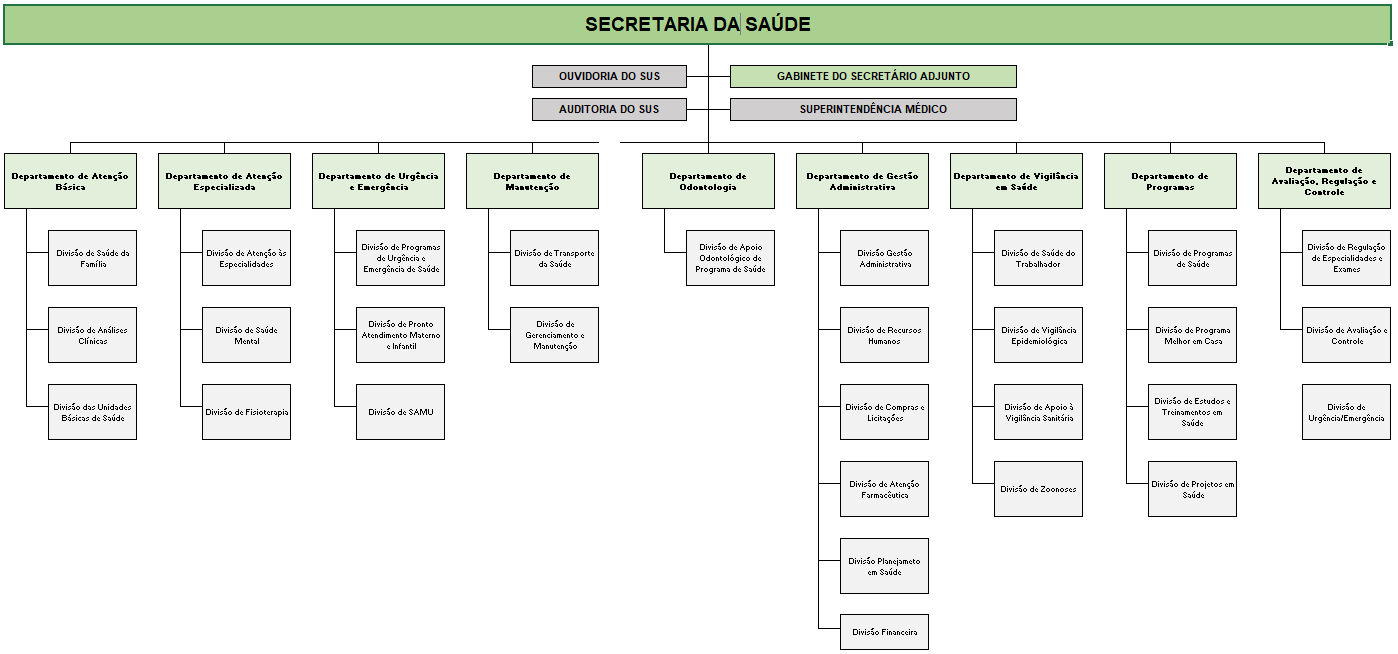 SECRETARIA DA SAÚDE
OUVIDORIA DO SUS
GABINETE DO SECRETÁRIO ADJUNTO
AUDITORIA DO SUS
SUPERINTENDÊNCIA MÉDICO
Departamento de Atenção
Básica
Departamento de Atenção
Especializada
Departamento de Urgência
e Emergência
Departamento de
Manutenção
Departamento de
Odontologia
Departamento de Gestão
Administrativa
Departamento de Vigilância
em Saúde
Departamento de
Programas
Departamento de
Avaliação, Regulação e
Controle
Divisão de Saúde da
Família
Divisão de Atenção às
Especialidades
Divisão de Programas
de Urgência e
Emergência de Saúde
Divisão de Transporte
da Saúde
Divisão de Apoio
Odontológico de
Programa de Saúde
Divisão Gestão
Administrativa
Divisão de Saúde do
Trabalhador
Divisão de Programas
de Saúde
Divisão de Regulação
de Especialidades e
Exames
Divisão de Análises
Clínicas
Divisão de Saúde
Mental
Divisão de Pronto
Atendimento Materno
e Infantil
Divisão de
Gerenciamento e
Manutenção
Divisão de Recursos
Humanos
Divisão de Vigilância
Epidemiológica
Divisão de Programa
Melhor em Casa
Divisão de Avaliação e
Controle
Divisão das Unidades
Básicas de Saúde
Divisão de Fisioterapia
Divisão de SAMU
Divisão de Compras e
Licitações
Divisão de Apoio à
Vigilância Sanitária
Divisão de Estudos e
Treinamentos em
Saúde
Divisão de
Urgência/Emergência
Divisão de Atenção
Farmacêutica
Divisão de Zoonoses
Divisão de Projetos em
Saúde
Divisão Planejameto
em Saúde
Divisão Financeira